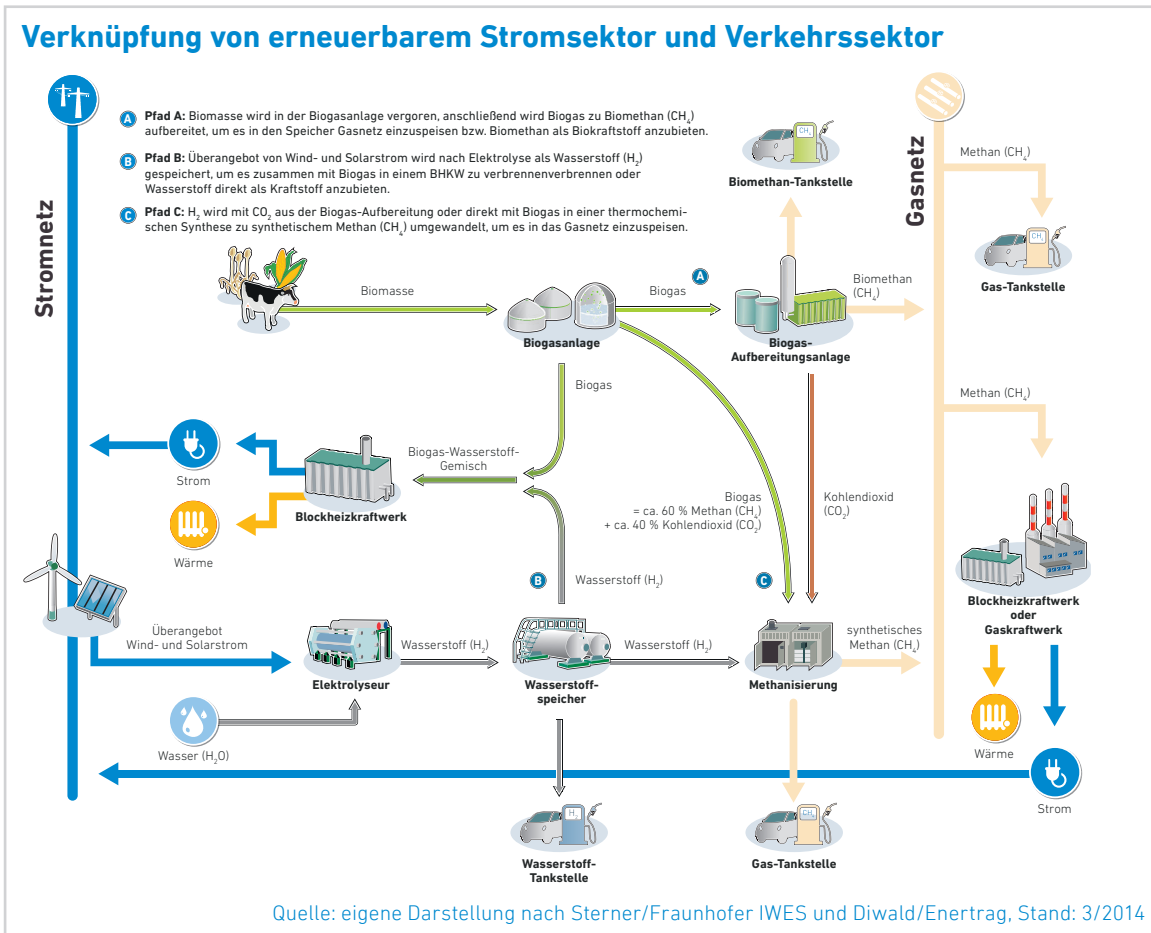 Verknüpfung von erneuerbarem Stromsektor und Verkehrssektor
Stromnetz
A
Pfad A: Biomasse wird in der Biogasanlage vergoren, anschließend wird Biogas zu Biomethan (CH₄)
aufbereitet, um es in den Speicher Gasnetz einzuspeisen bzw. Biomethan als Biokraftstoff anzubieten.
B
Pfad B: Überangebot von Wind- und Solarstrom wird nach Elektrolyse als Wasserstoff (H₂)
gespeichert, um es zusammen mit Biogas in einem BHKW zu verbrennenverbrennen oder
Wasserstoff direkt als Kraftstoff anzubieten.
C
Pfad C: H₂ wird mit CO₂ aus der Biogas-Aufbereitung oder direkt mit Biogas in einer thermochemi-
schen Synthese zu synthetischem Methan (CH₄) umgewandelt, um es in das Gasnetz einzuspeisen.
CH₄
Biomethan-Tankstelle
Gasnetz
Methan (CH₄)
CH₄
Gas-Tankstelle
Biomasse
Biogasanlage
Biogas
A
Biogas-
Aufbereitungsanlage
Biomethan
(CH₄)
Biogas
Methan (CH₄)
Strom
Wärme
Blockheizkraftwerk
Biogas-Wasserstoff-
Gemisch
Biogas
= ca. 60 % Methan (CH₄)
+ ca. 40 % Kohlendioxid (CO₂)
Kohlendioxid
(CO₂)
B
Wasserstoff (H₂)
C
Blockheizkraftwerk
oder
Gaskraftwerk
Überangebot
Wind- und Solarstrom
Elektrolyseur
Wasserstoff (H₂)
Wasserstoff-
speicher
Wasserstoff (H₂)
Methanisierung
synthetisches
Methan (CH₄)
Wasser (H₂O)
Wärme
Strom
H₂
Wasserstoff-
Tankstelle
CH₄
Gas-Tankstelle
Quelle: eigene Darstellung nach Sterner/Fraunhofer IWES und Diwald/Enertrag, Stand: 3/2014